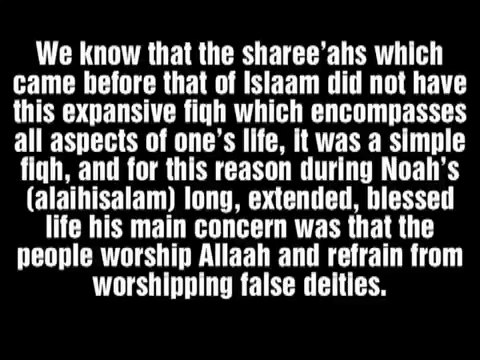 We know that the sharee'ahs which
came before that of Islaam did not have
this expansive fiqh which encompasses
all aspects of one's life, it was a simple
fiqh, and for this reason during Noah's
(alaihisalam) long, extended, blessed
life his main concern was that the
people worship Allaah and refrain from
worshipping false deities.